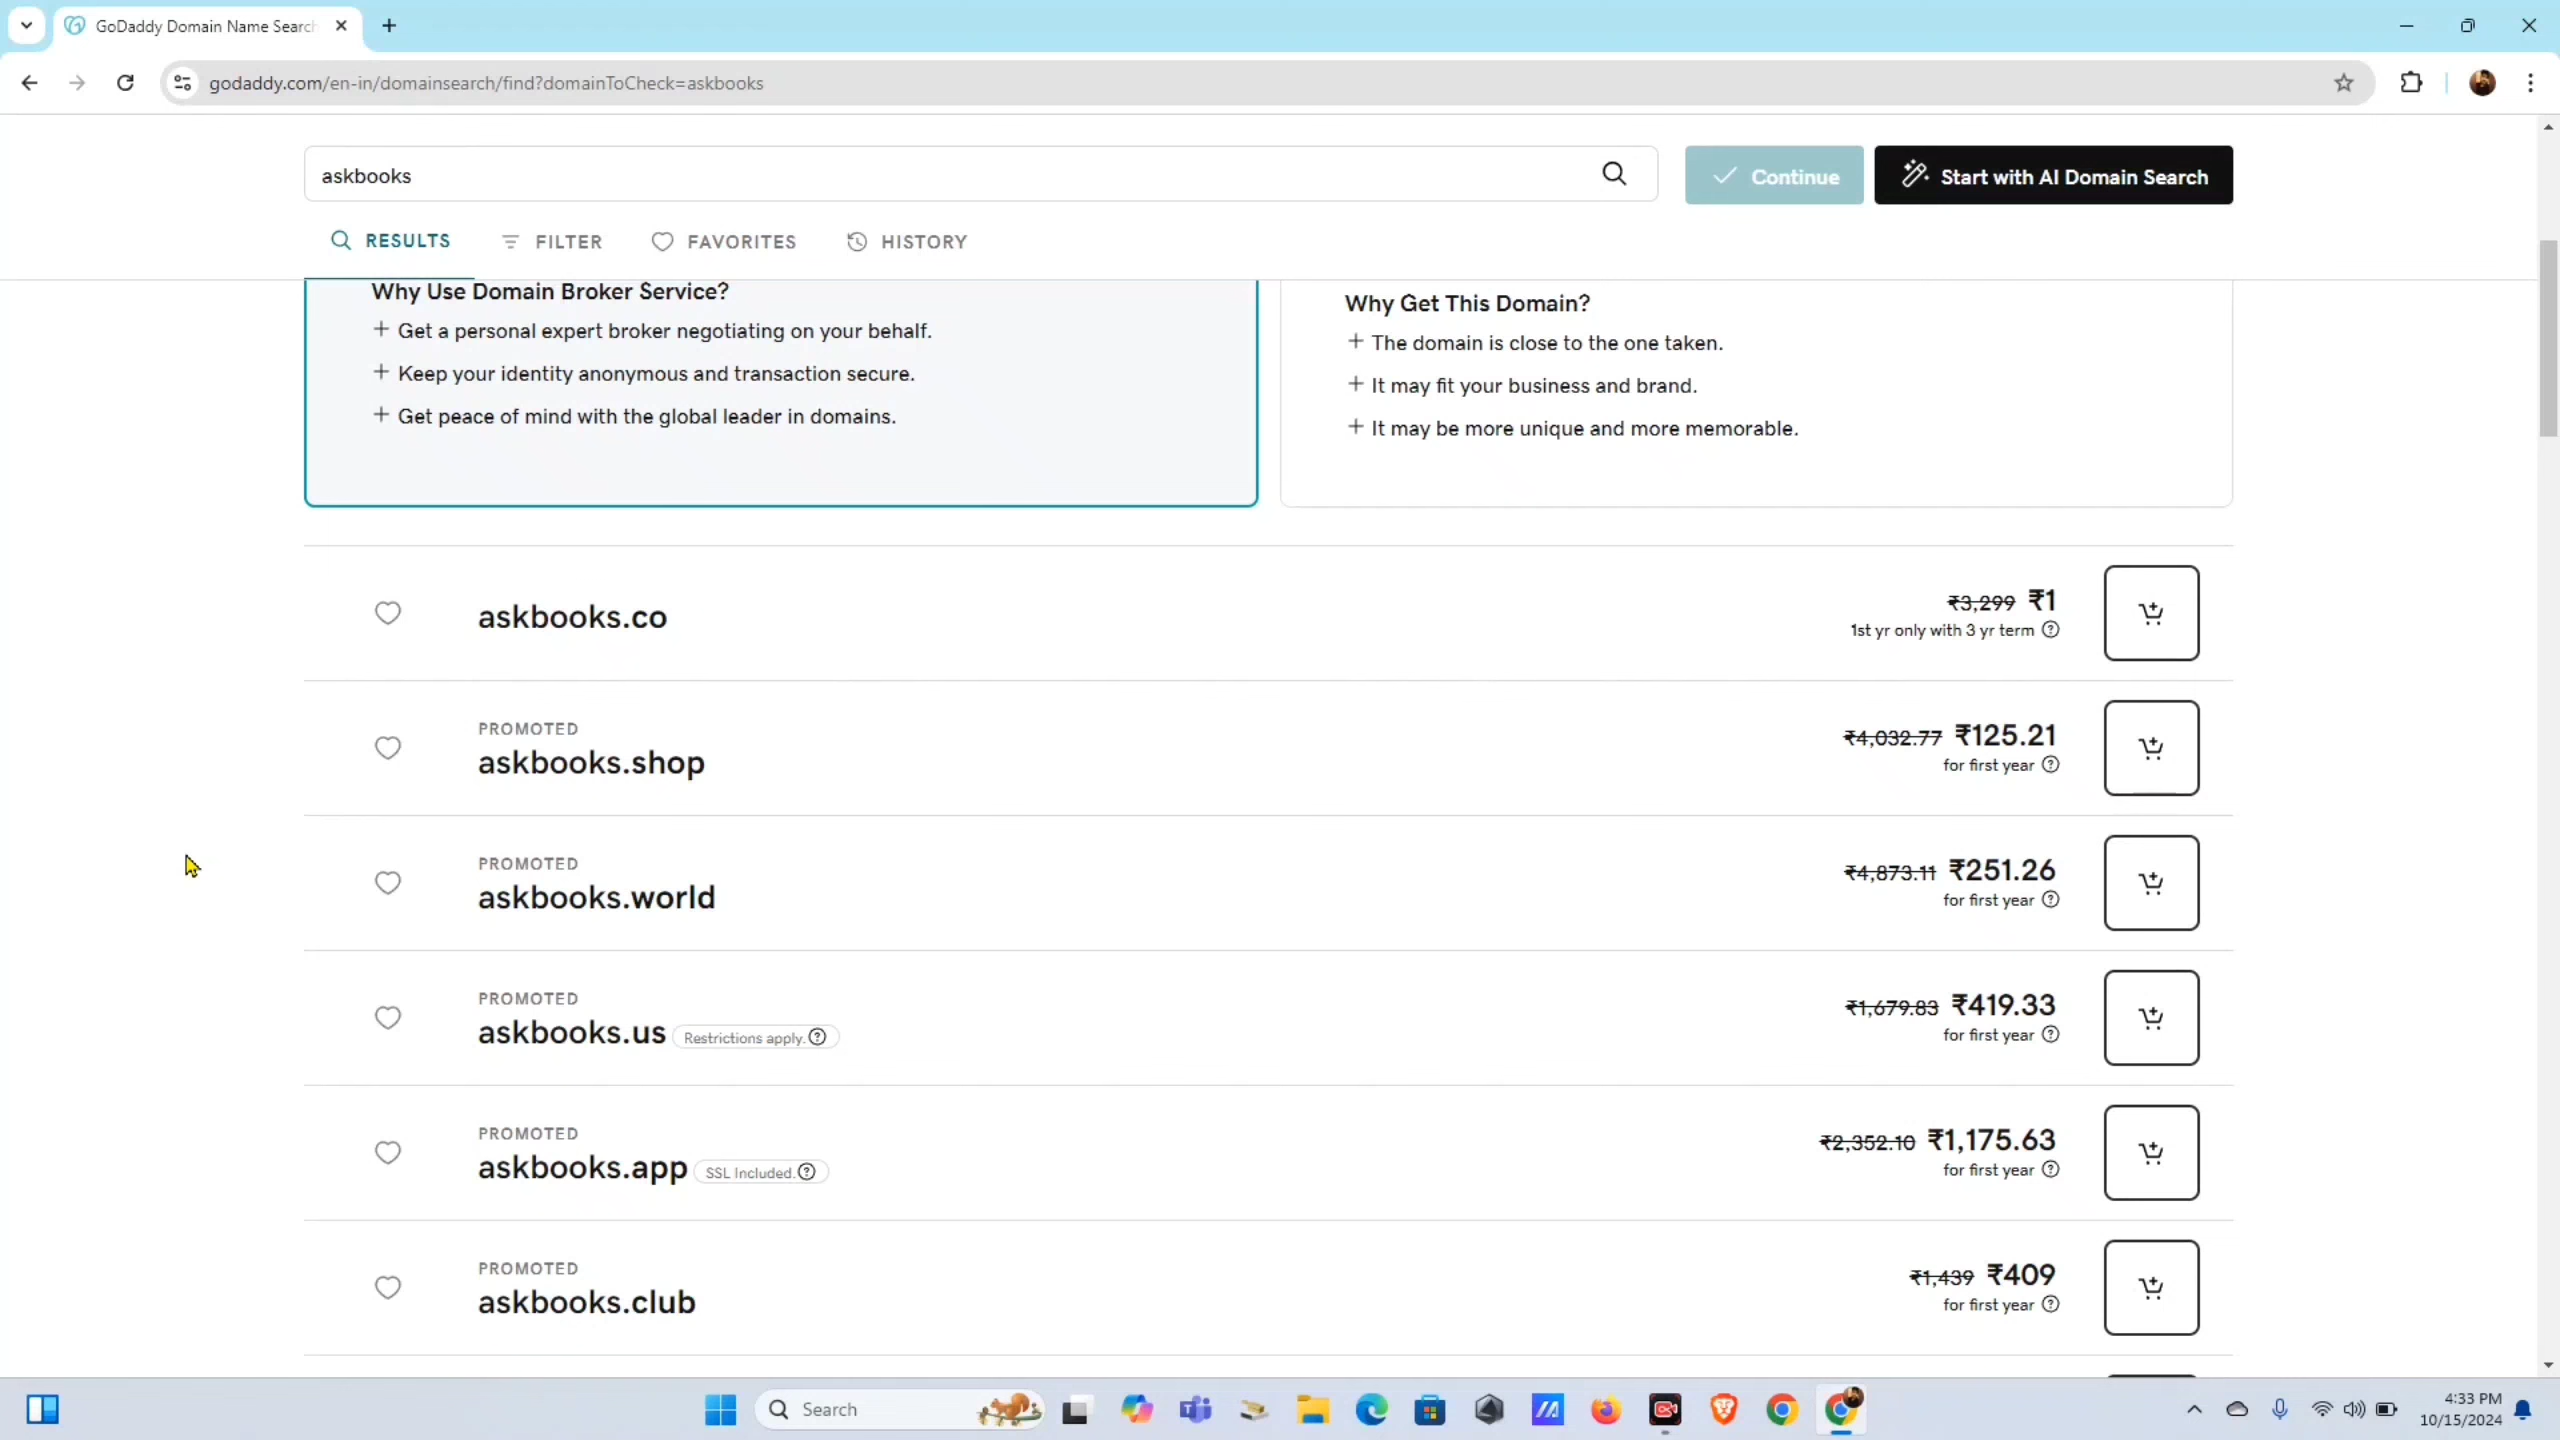 GoDaddy Domain Name Search
godaddy.com/en-in/domainsearch/find?domainToCheck=askbooks
askbooks
Continue
Start with AI Domain Search
RESULTS
FILTER
FAVORITES
HISTORY
Why Use Domain Broker Service?
+ Get a personal expert broker negotiating on your behalf.
+ Keep your identity anonymous and transaction secure.
+ Get peace of mind with the global leader in domains.
Why Get This Domain?
+ The domain is close to the one taken.
+ It may fit your business and brand.
+ It may be more unique and more memorable.
askbooks.co
₹3,299 ₹1
1st yr only with 3 yr term
PROMOTED
askbooks.shop
₹4,032.77 ₹125.21
for first year
PROMOTED
askbooks.world
₹4,873.11 ₹251.26
for first year
PROMOTED
askbooks.us Restrictions apply.
₹1,679.83 ₹419.33
for first year
PROMOTED
askbooks.app SSL Included.
₹2,352.10 ₹1,175.63
for first year
PROMOTED
askbooks.club
₹1,439 ₹409
for first year
Search
4:33 PM
10/15/2024